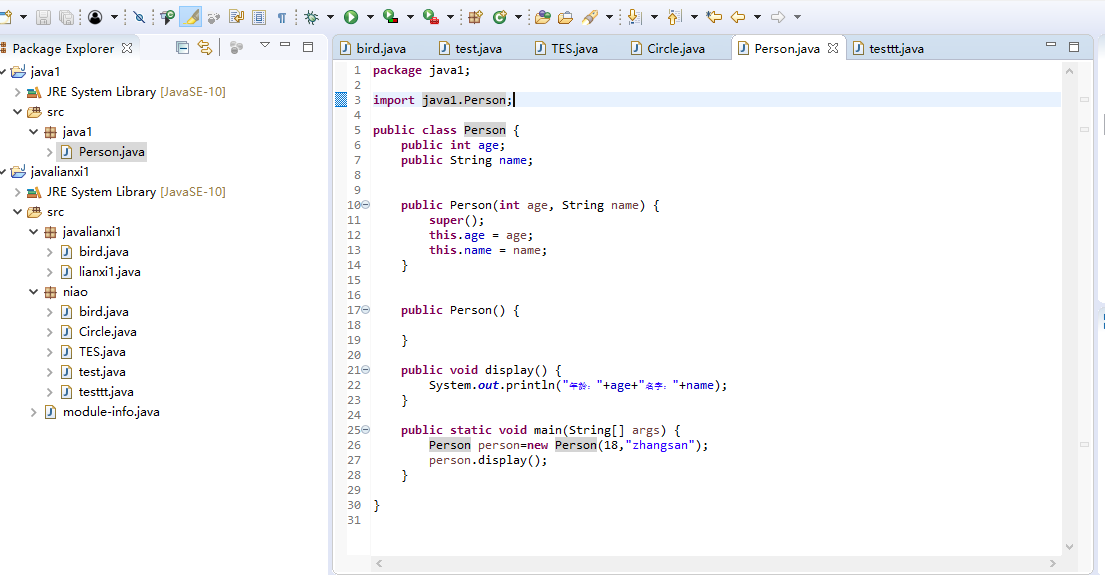 bird.java
test.java
TES.java
Circle.java
Person.java
testtt.java
Package Explorer
java1
JRE System Library [JavaSE-10]
src
java1
Person.java
javalianxi1
JRE System Library [JavaSE-10]
src
javalianxi1
bird.java
lianxi1.java
niao
bird.java
Circle.java
TES.java
test.java
testtt.java
module-info.java
1 package java1;
2
3 import java1.Person;
4
5 public class Person {
6 public int age;
7 public String name;
8
9
10 public Person(int age, String name) {
11 super();
12 this.age = age;
13 this.name = name;
14 }
15
16
17 public Person() {
18
19 }
20
21 public void display() {
22 System.out.println("年龄："+age+"名字："+name);
23 }
24
25 public static void main(String[] args) {
26 Person person=new Person(18,"zhangsan");
27 person.display();
28 }
29
30 }
31